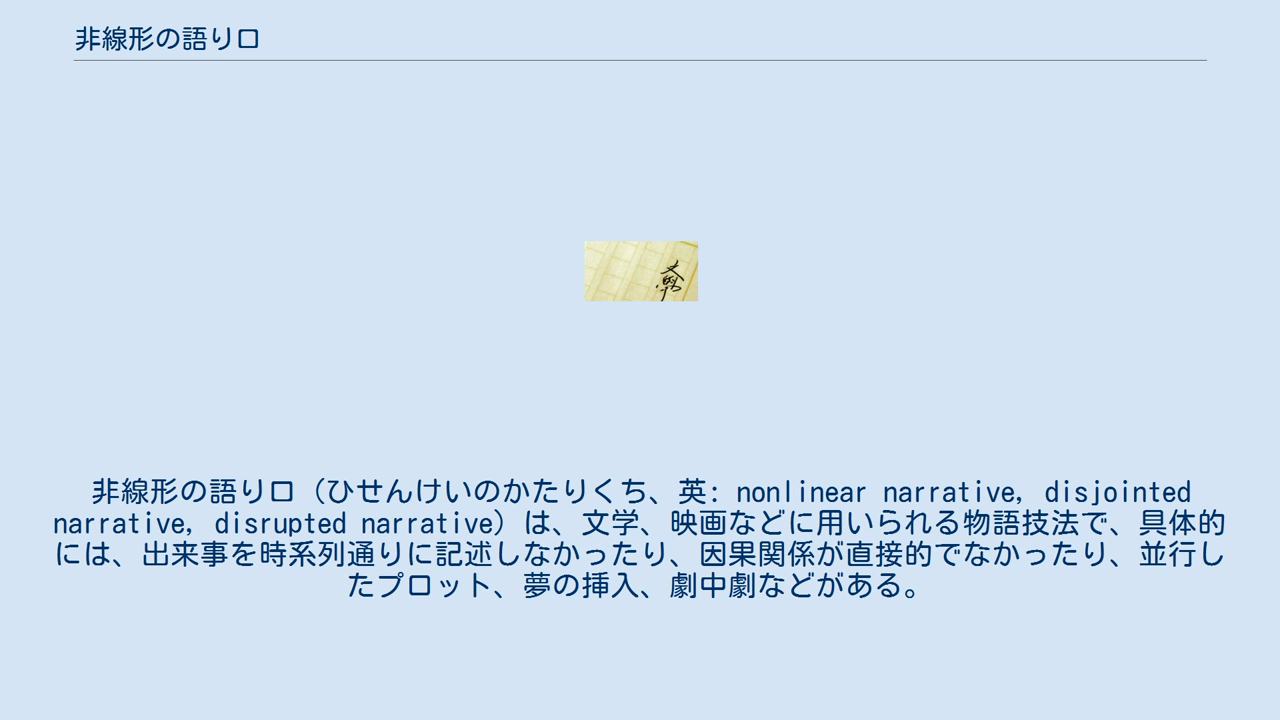 非線形の語り口
非線形の語り口（ひせんけいのかたりくち、英: nonlinear narrative, disjointed
narrative, disrupted narrative）は、文学、映画などに用いられる物語技法で、具体的
には、出来事を時系列通りに記述しなかったり、因果関係が直接的でなかったり、並行し
たプロット、夢の挿入、劇中劇などがある。